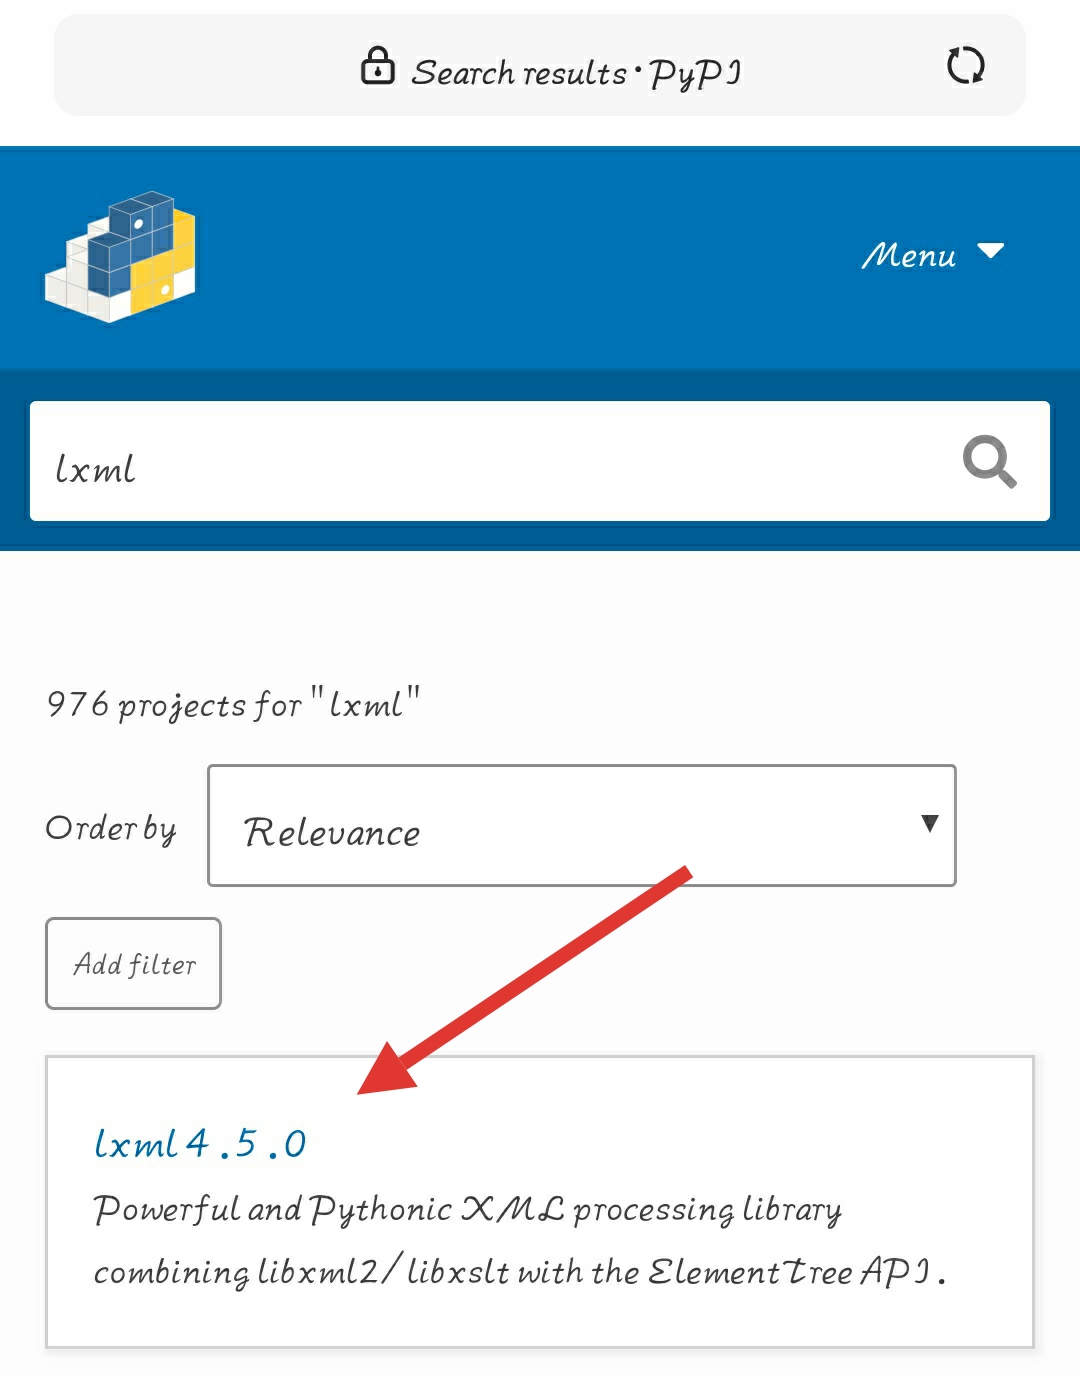 Search results · PyPI
Menu
lxml
976 projects for "lxml"
Order by
Relevance
Add filter
lxml 4.5.0
Powerful and Pythonic XML processing library
combining libxml2/libxslt with the ElementTree API.